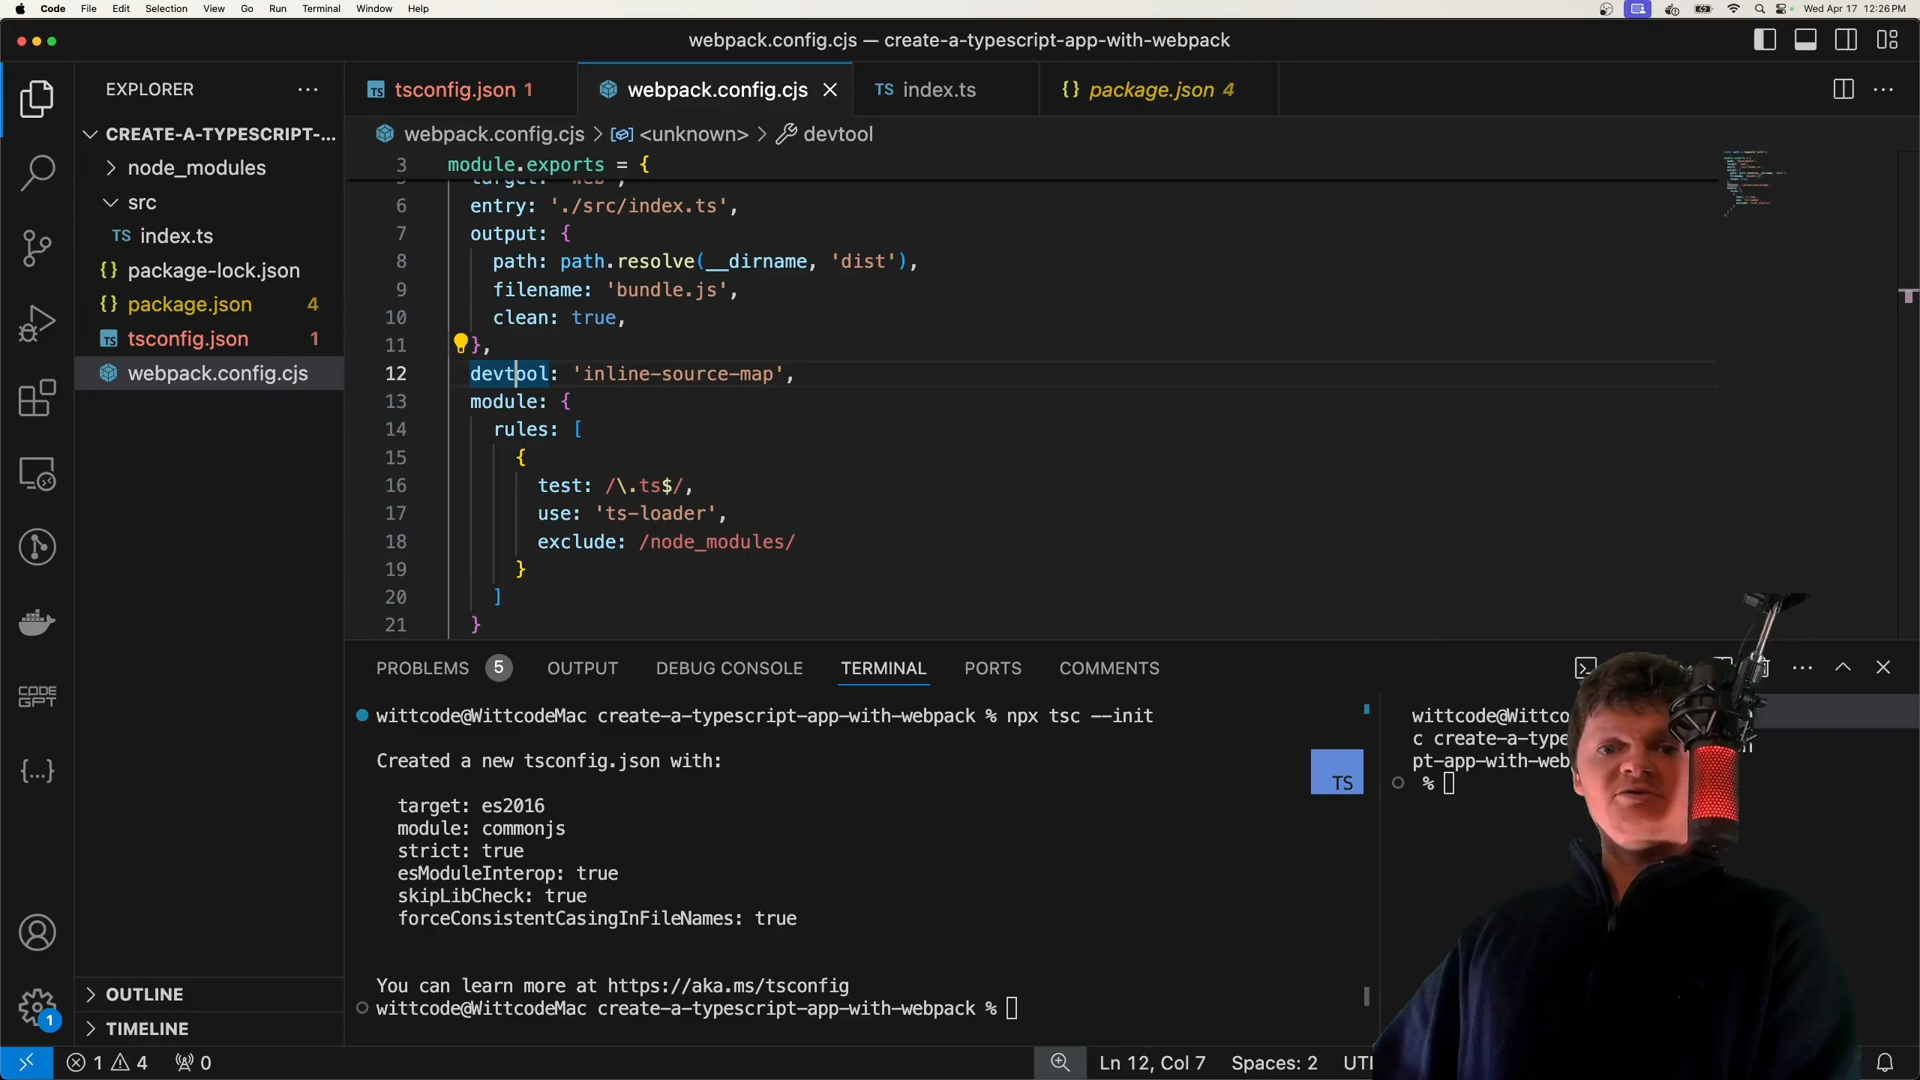 Code File Edit Selection View Go Run Terminal Window Help
Wed Apr 17 12:26 PM
webpack.config.cjs — create-a-typescript-app-with-webpack
EXPLORER
CREATE-A-TYPESCRIPT-...
node_modules
src
TS index.ts
{} package-lock.json
{} package.json 4
TS tsconfig.json 1
webpack.config.cjs
OUTLINE
TIMELINE
CODE
GPT
{...}
1
TS tsconfig.json 1
webpack.config.cjs
TS index.ts
{} package.json 4
webpack.config.cjs > <unknown> > devtool
3 module.exports = {
target: 'web',
6 entry: './src/index.ts',
7 output: {
8 path: path.resolve(__dirname, 'dist'),
9 filename: 'bundle.js',
10 clean: true,
11 },
12 devtool: 'inline-source-map',
13 module: {
14 rules: [
15 {
16 test: /\.ts$/,
17 use: 'ts-loader',
18 exclude: /node_modules/
19 }
20 ]
21 }
PROBLEMS 5 OUTPUT DEBUG CONSOLE TERMINAL PORTS COMMENTS
wittcode@WittcodeMac create-a-typescript-app-with-webpack % npx tsc --init
Created a new tsconfig.json with:
TS
target: es2016
module: commonjs
strict: true
esModuleInterop: true
skipLibCheck: true
forceConsistentCasingInFileNames: true
You can learn more at https://aka.ms/tsconfig
wittcode@WittcodeMac create-a-typescript-app-with-webpack %
wittcode@Wittco
c create-a-type
pt-app-with-web
%
1 4 0
Ln 12, Col 7 Spaces: 2